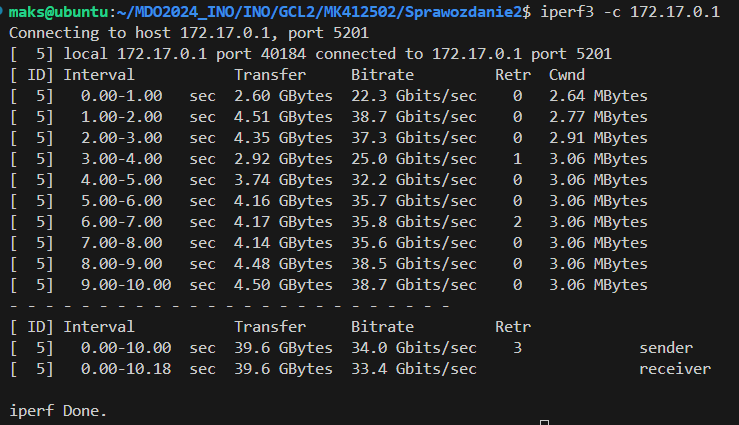 maks@ubuntu:~/MDO2024_INO/INO/GCL2/MK412502/Sprawozdanie2$ iperf3 -c 172.17.0.1
Connecting to host 172.17.0.1, port 5201
[  5] local 172.17.0.1 port 40184 connected to 172.17.0.1 port 5201
[ ID] Interval           Transfer     Bitrate         Retr  Cwnd
[  5]   0.00-1.00   sec  2.60 GBytes  22.3 Gbits/sec    0   2.64 MBytes
[  5]   1.00-2.00   sec  4.51 GBytes  38.7 Gbits/sec    0   2.77 MBytes
[  5]   2.00-3.00   sec  4.35 GBytes  37.3 Gbits/sec    0   2.91 MBytes
[  5]   3.00-4.00   sec  2.92 GBytes  25.0 Gbits/sec    1   3.06 MBytes
[  5]   4.00-5.00   sec  3.74 GBytes  32.2 Gbits/sec    0   3.06 MBytes
[  5]   5.00-6.00   sec  4.16 GBytes  35.7 Gbits/sec    0   3.06 MBytes
[  5]   6.00-7.00   sec  4.17 GBytes  35.8 Gbits/sec    2   3.06 MBytes
[  5]   7.00-8.00   sec  4.14 GBytes  35.6 Gbits/sec    0   3.06 MBytes
[  5]   8.00-9.00   sec  4.48 GBytes  38.5 Gbits/sec    0   3.06 MBytes
[  5]   9.00-10.00  sec  4.50 GBytes  38.7 Gbits/sec    0   3.06 MBytes
- - - - - - - - - - - - - - - - - - - - - - - - -
[ ID] Interval           Transfer     Bitrate         Retr
[  5]   0.00-10.00  sec  39.6 GBytes  34.0 Gbits/sec    3             sender
[  5]   0.00-10.18  sec  39.6 GBytes  33.4 Gbits/sec                  receiver
iperf Done.